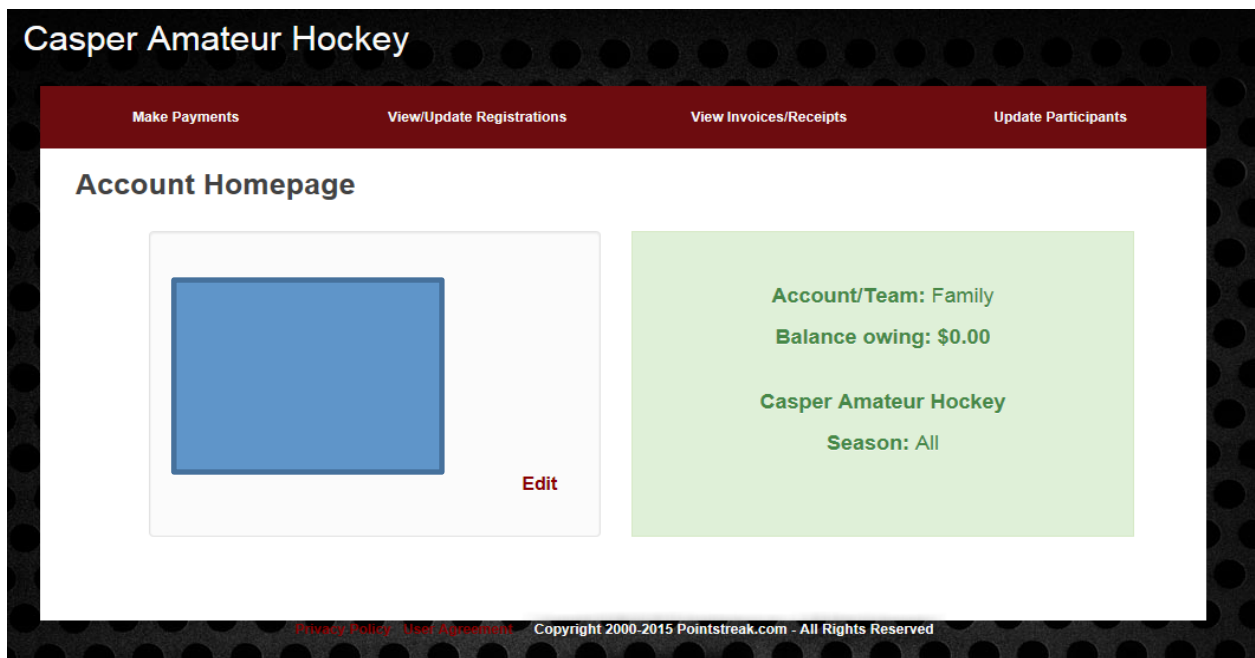 Casper Amateur Hockey
Make Payments View/Update Registrations View Invoices/Receipts Update Participants
Account Homepage
Edit
Account/Team: Family
Balance owing: $0.00
Casper Amateur Hockey
Season: All
Privacy Policy User Agreement Copyright 2000-2015 Pointstreak.com - All Rights Reserved